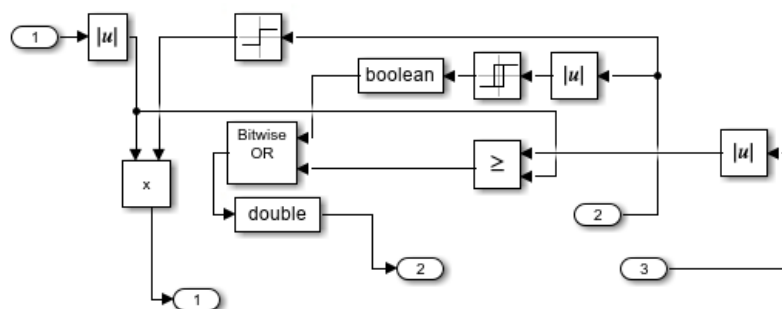 1
|u|
boolean
|u|
Bitwise
OR
≥
|u|
x
double
2
2
3
1